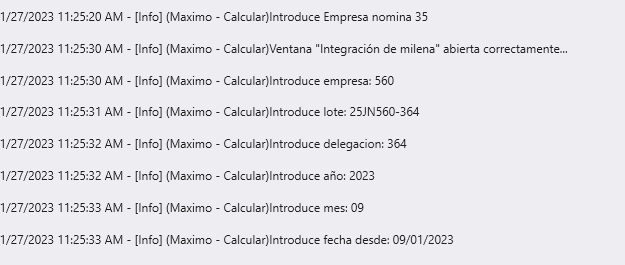 1/27/2023 11:25:20 AM - [Info] (Maximo - Calcular)Introduce Empresa nomina 35
1/27/2023 11:25:30 AM - [Info] (Maximo - Calcular)Ventana "Integración de milena" abierta correctamente...
1/27/2023 11:25:30 AM - [Info] (Maximo - Calcular)Introduce empresa: 560
1/27/2023 11:25:31 AM - [Info] (Maximo - Calcular)Introduce lote: 25JN560-364
1/27/2023 11:25:32 AM - [Info] (Maximo - Calcular)Introduce delegacion: 364
1/27/2023 11:25:32 AM - [Info] (Maximo - Calcular)Introduce año: 2023
1/27/2023 11:25:33 AM - [Info] (Maximo - Calcular)Introduce mes: 09
1/27/2023 11:25:33 AM - [Info] (Maximo - Calcular)Introduce fecha desde: 09/01/2023